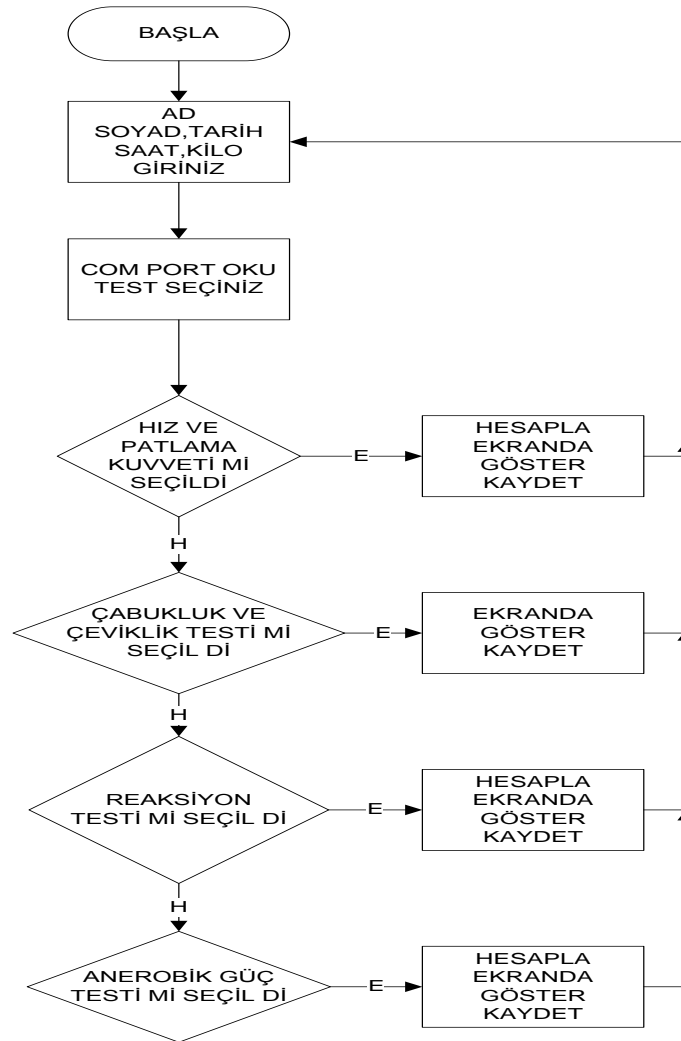 BAŞLA
AD
SOYAD,TARİH
SAAT,KİLO
GİRİNİZ
COM PORT OKU
TEST SEÇİNİZ
HIZ VE
PATLAMA
KUVVETİ Mİ
SEÇİLDİ
E
HESAPLA
EKRANDA
GÖSTER
KAYDET
H
ÇABUKLUK VE
ÇEVİKLİK TESTİ Mİ
SEÇİL Dİ
E
EKRANDA
GÖSTER
KAYDET
H
REAKSİYON
TESTİ Mİ SEÇİL Dİ
E
HESAPLA
EKRANDA
GÖSTER
KAYDET
H
ANEROBİK GÜÇ
TESTİ Mİ SEÇİL Dİ
E
HESAPLA
EKRANDA
GÖSTER
KAYDET